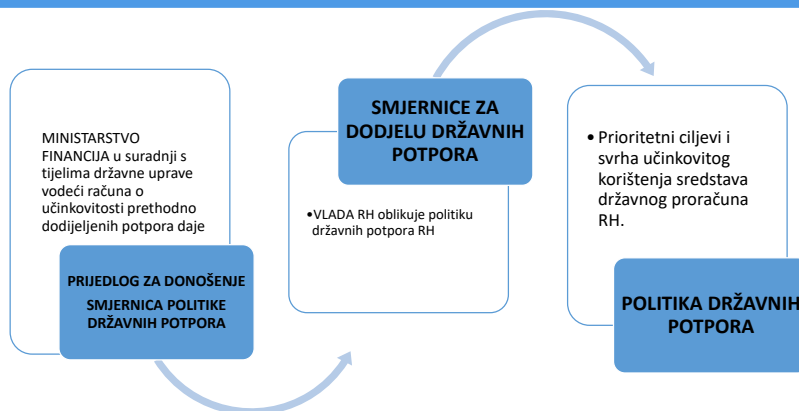 MINISTARSTVO
FINANCIJA u suradnji s
tijelima državne uprave
vodeći računa o
učinkovitosti prethodno
dodijeljenih potpora daje
PRIJEDLOG ZA DONOŠENJE
SMJERNICA POLITIKE
DRŽAVNIH POTPORA
SMJERNICE ZA
DODJELU DRŽAVNIH
POTPORA
•VLADA RH oblikuje politiku
državnih potpora RH
• Prioritetni ciljevi i
svrha učinkovitog
korištenja sredstava
državnog proračuna
RH.
POLITIKA DRŽAVNIH
POTPORA